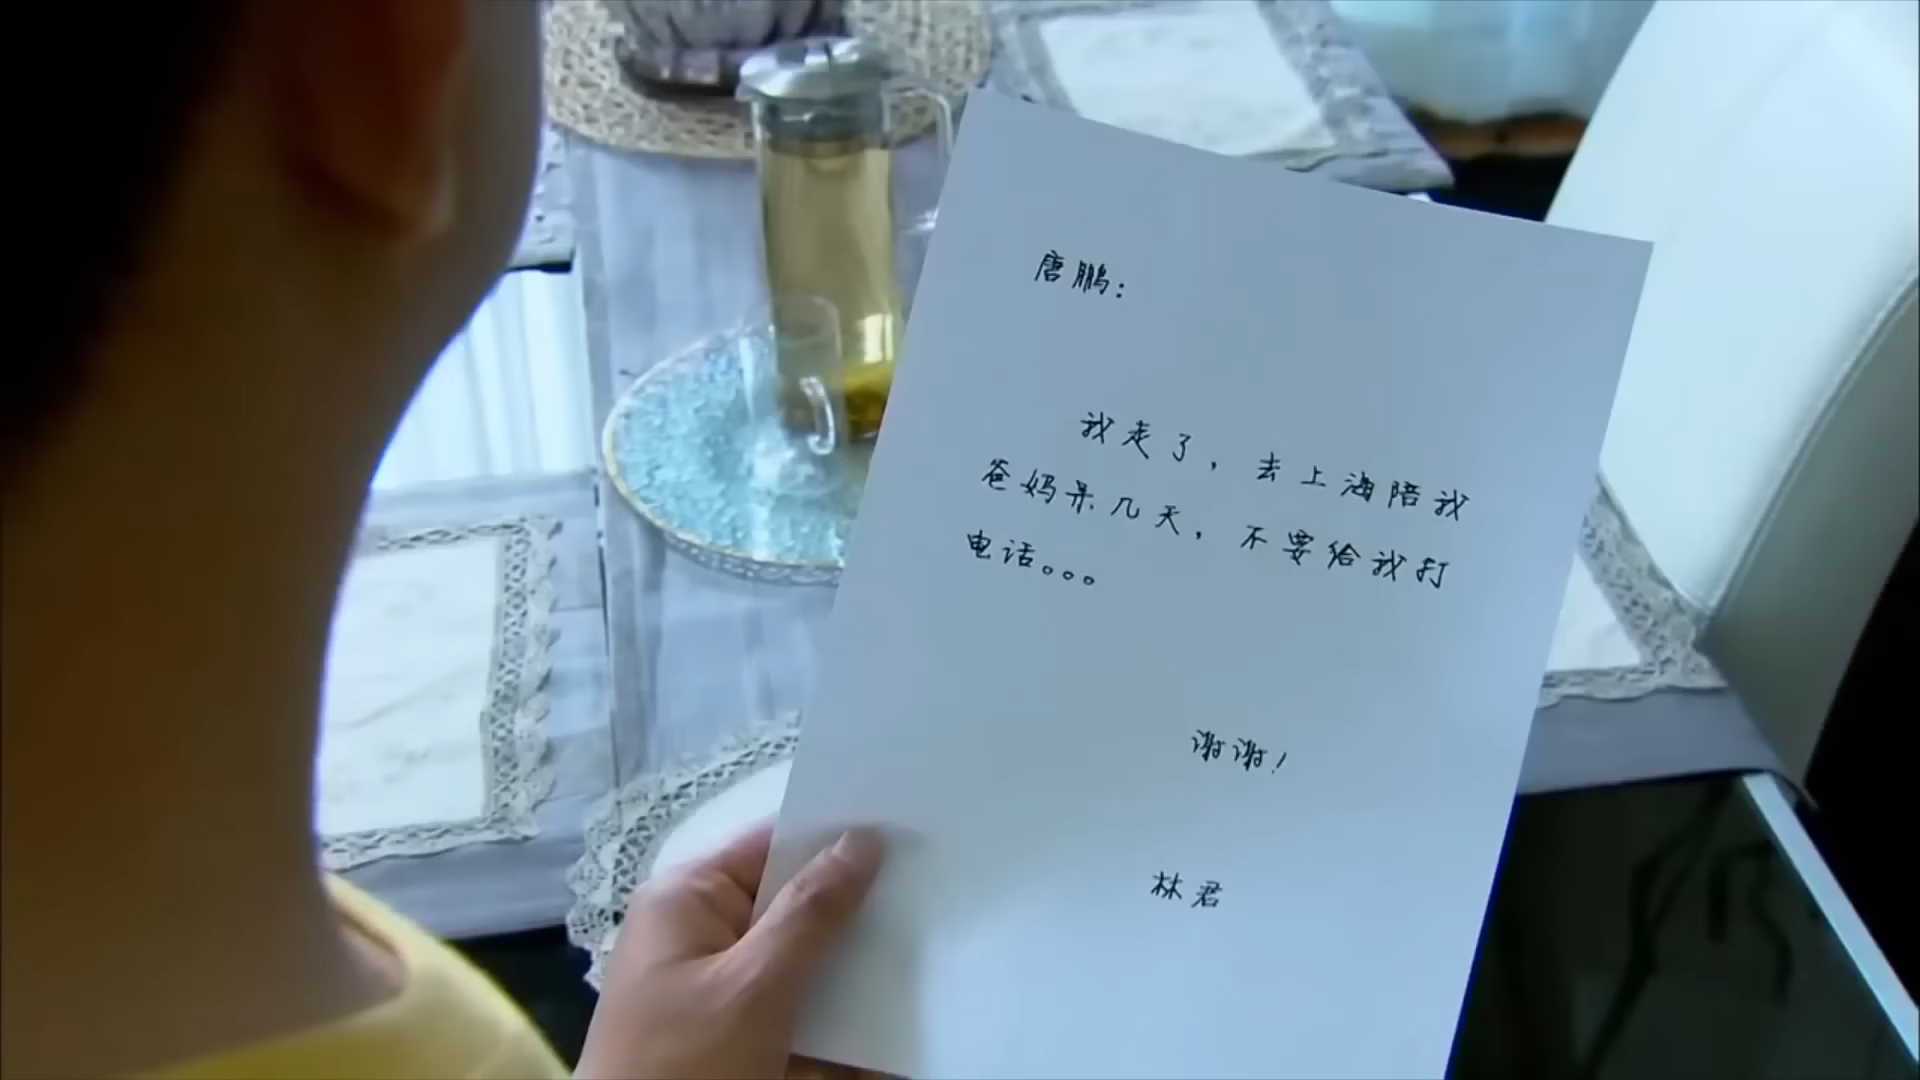 唐鹏：
我走了，去上海陪我
爸妈呆几天，不要给我打
电话。。。
谢谢！
林君